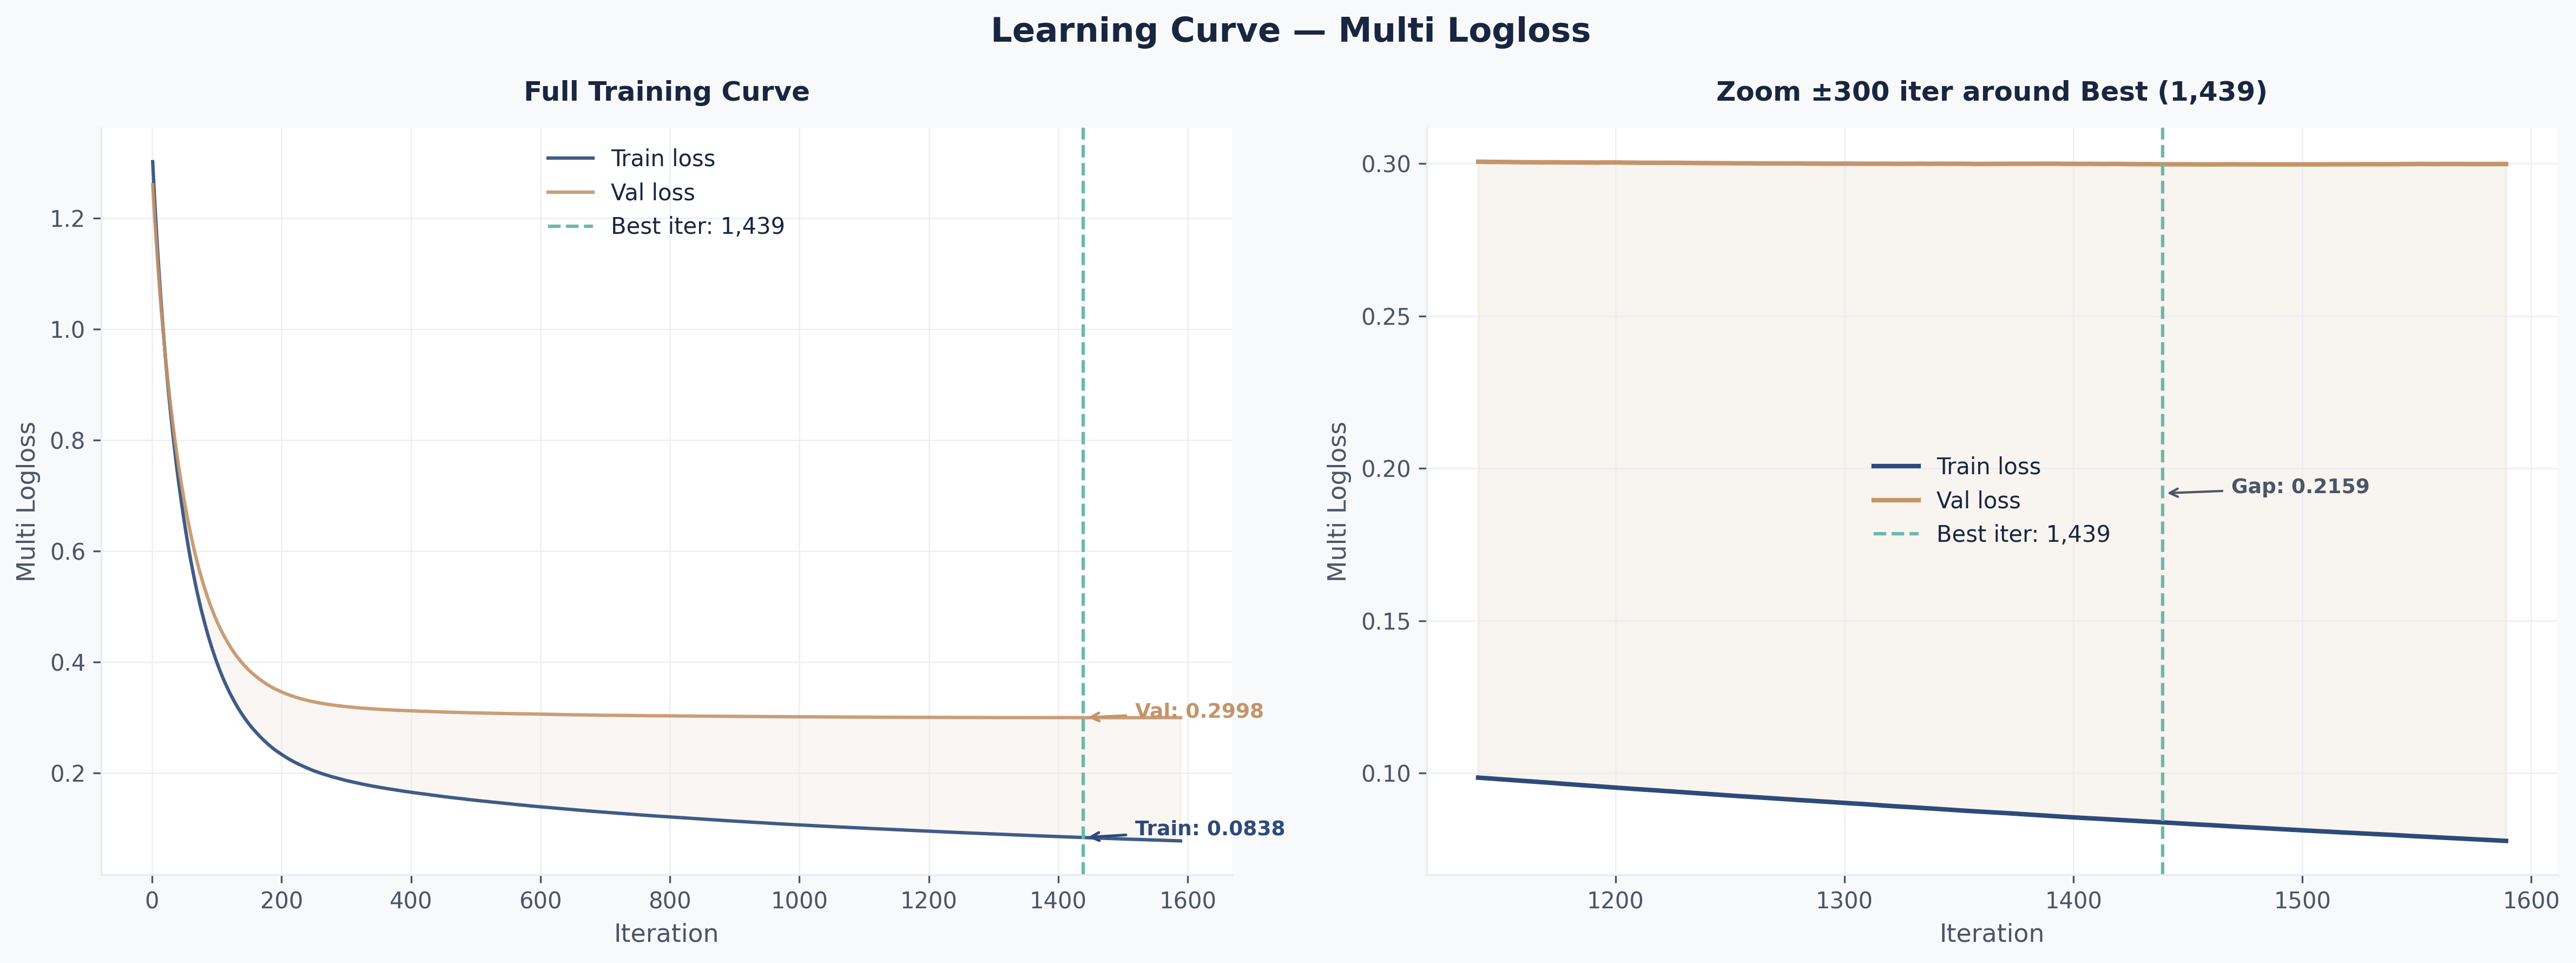 Learning Curve — Multi Logloss
Full Training Curve
Multi Logloss
1.2
1.0
0.8
0.6
0.4
0.2
Train loss
Val loss
Best iter: 1,439
Val: 0.2998
Train: 0.0838
0 200 400 600 800 1000 1200 1400 1600
Iteration
Zoom ±300 iter around Best (1,439)
Multi Logloss
0.30
0.25
0.20
0.15
0.10
Train loss
Val loss
Best iter: 1,439
Gap: 0.2159
1200 1300 1400 1500 1600
Iteration